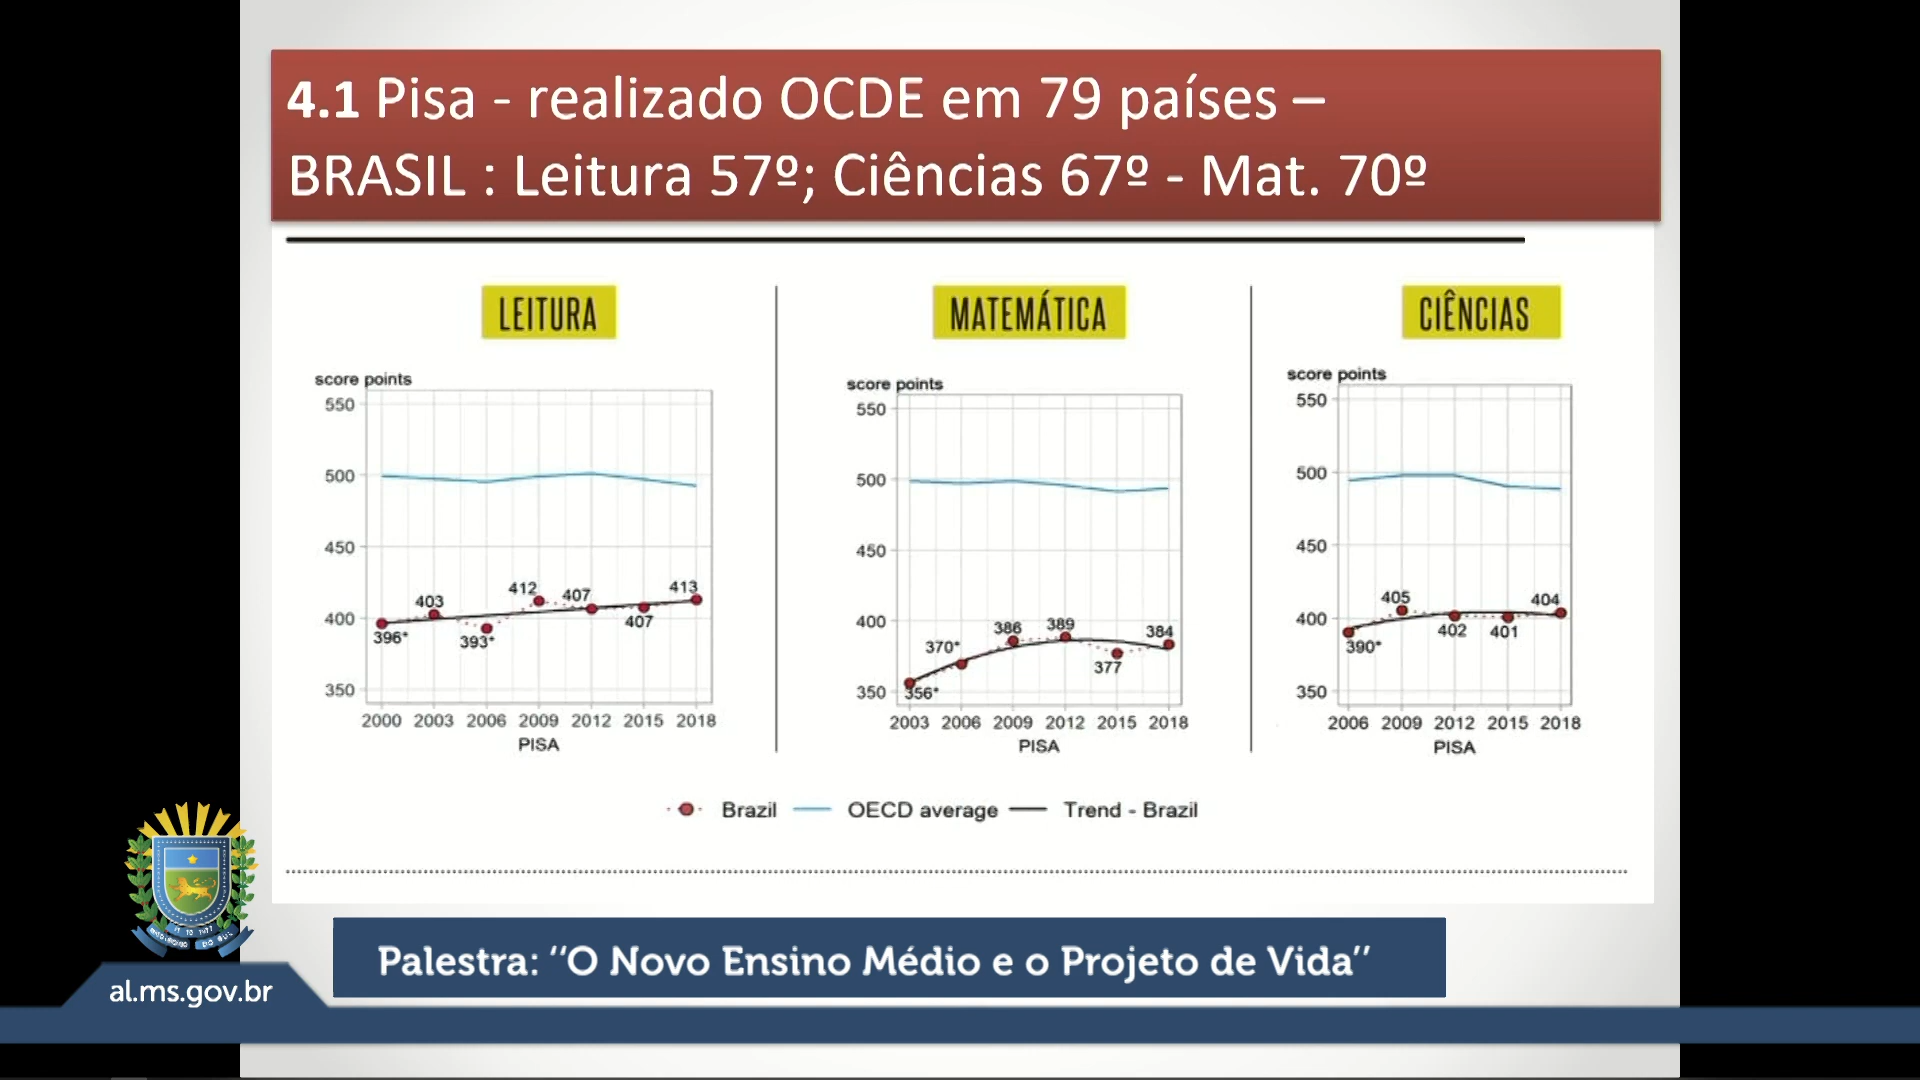 4.1 Pisa - realizado OCDE em 79 países –
BRASIL : Leitura 57º; Ciências 67º - Mat. 70º
LEITURA
score points
550
500
450
400
350
396*
403
393*
412
407
407
413
2000 2003 2006 2009 2012 2015 2018
PISA
MATEMÁTICA
score points
550
500
450
400
350
356*
370*
386
389
377
384
2003 2006 2009 2012 2015 2018
PISA
CIÊNCIAS
score points
550
500
450
400
350
390*
405
402
401
404
2006 2009 2012 2015 2018
PISA
Brazil OECD average Trend - Brazil
Palestra: ‘‘O Novo Ensino Médio e o Projeto de Vida’’
al.ms.gov.br